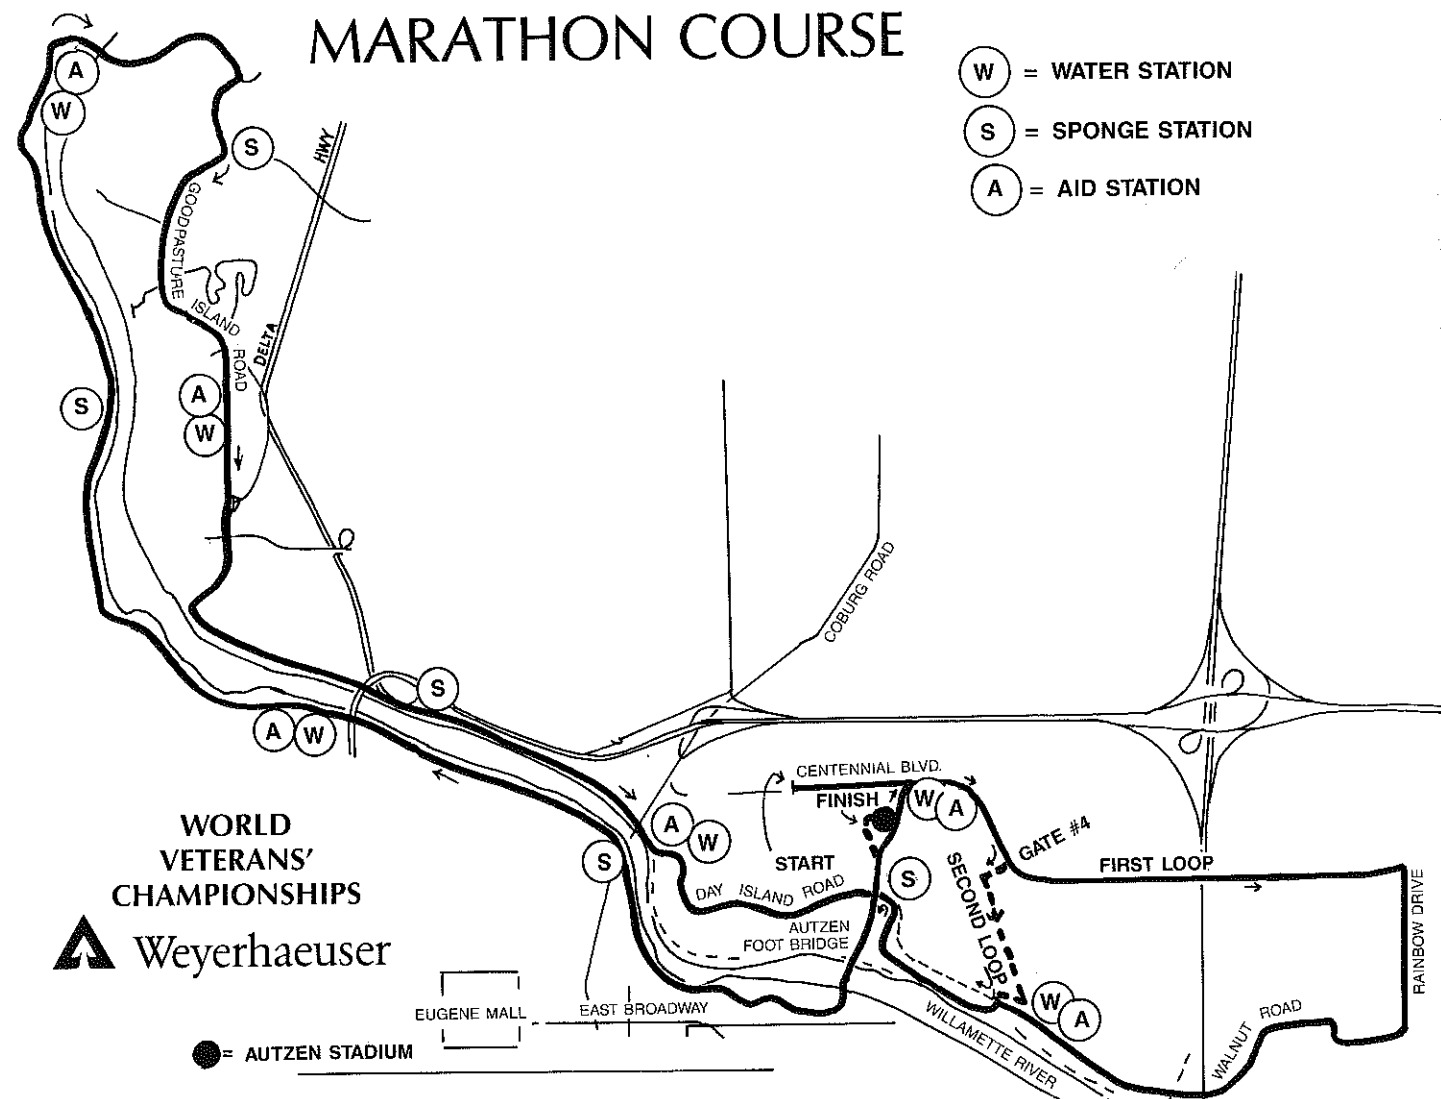 MARATHON COURSE
W = WATER STATION
S = SPONGE STATION
A = AID STATION
A
W
S
HWY
GOODPASTURE
ISLAND
ROAD
DELTA
S
A
W
COBURG ROAD
S
A W
CENTENNIAL BLVD.
FINISH
W A
GATE #4
START
A W
S
S
FIRST LOOP
SECOND LOOP
DAY ISLAND ROAD
AUTZEN
FOOT BRIDGE
RAINBOW DRIVE
W A
WALNUT ROAD
WILLAMETTE RIVER
WORLD
VETERANS'
CHAMPIONSHIPS
Weyerhaeuser
EUGENE MALL
EAST BROADWAY
= AUTZEN STADIUM